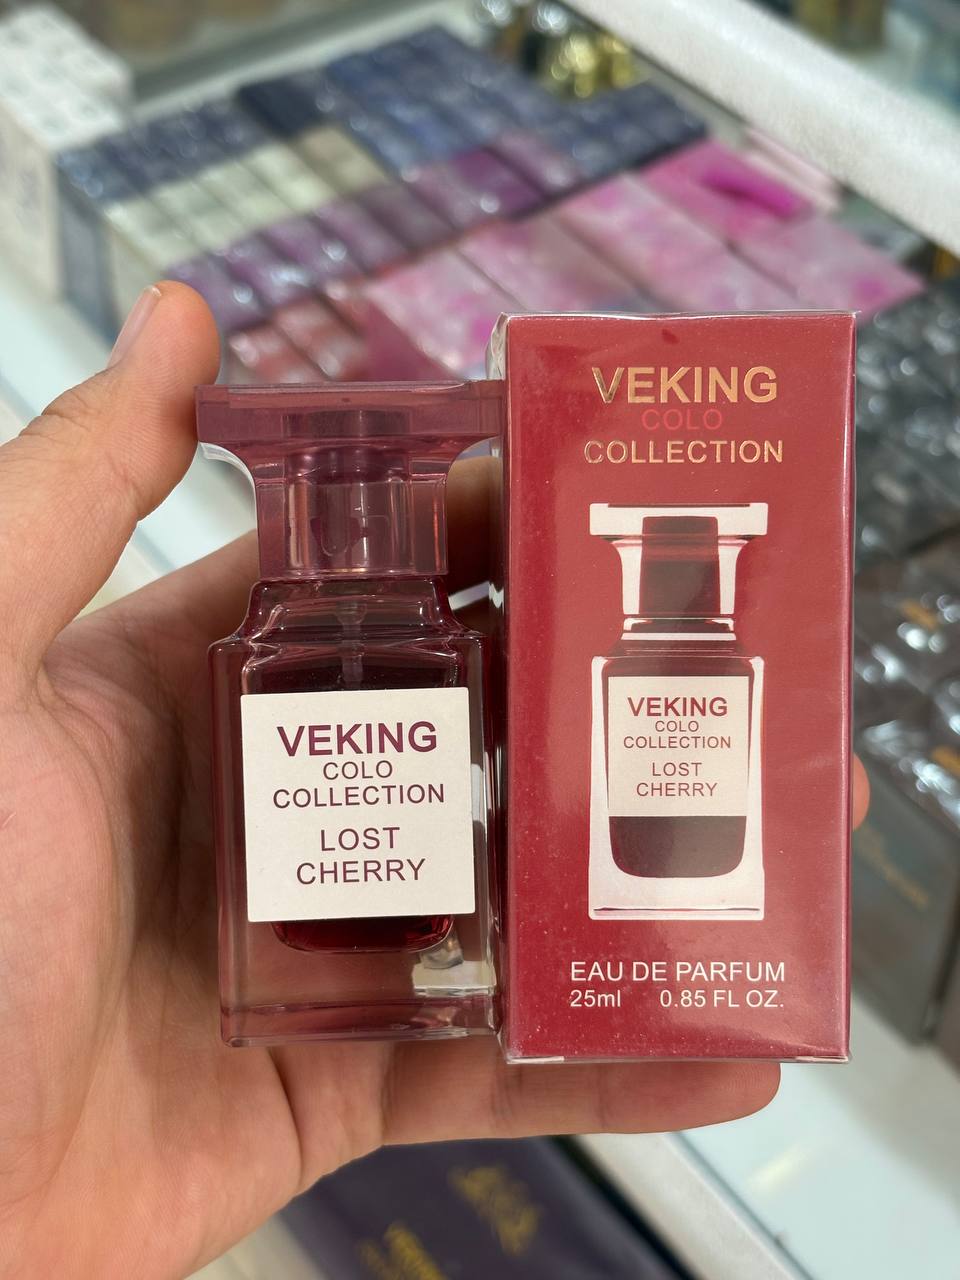 VEKING
COLO
COLLECTION
LOST
CHERRY
VEKING
COLO
COLLECTION
VEKING
COLO
COLLECTION
LOST
CHERRY
EAU DE PARFUM
25ml 0.85 FL OZ.